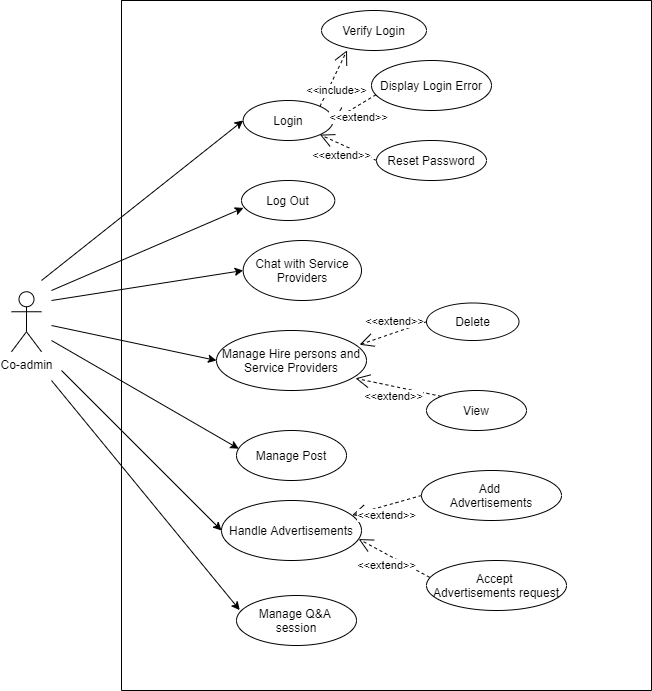 Verify Login
<<include>>
Display Login Error
<<extend>>
Login
<<extend>>
Reset Password
Log Out
Chat with Service
Providers
Co-admin
<<extend>>
Delete
Manage Hire persons and
Service Providers
<<extend>>
View
Manage Post
Add
Advertisements
<<extend>>
Handle Advertisements
<<extend>>
Accept
Advertisements request
Manage Q&A
session